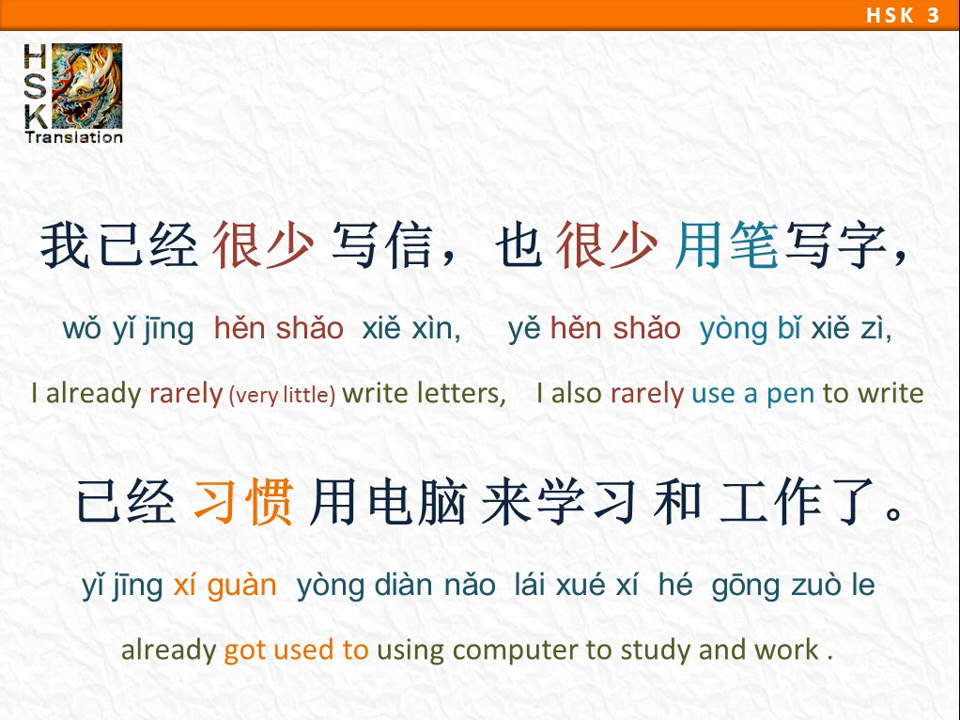 HSK 3
HSK
Translation
我已经 很少 写信，也 很少 用笔写字，
wǒ yǐ jīng hěn shǎo xiě xìn, yě hěn shǎo yòng bǐ xiě zì,
I already rarely (very little) write letters, I also rarely use a pen to write
已经 习惯 用电脑 来学习 和 工作了。
yǐ jīng xí guàn yòng diàn nǎo lái xué xí hé gōng zuò le
already got used to using computer to study and work .